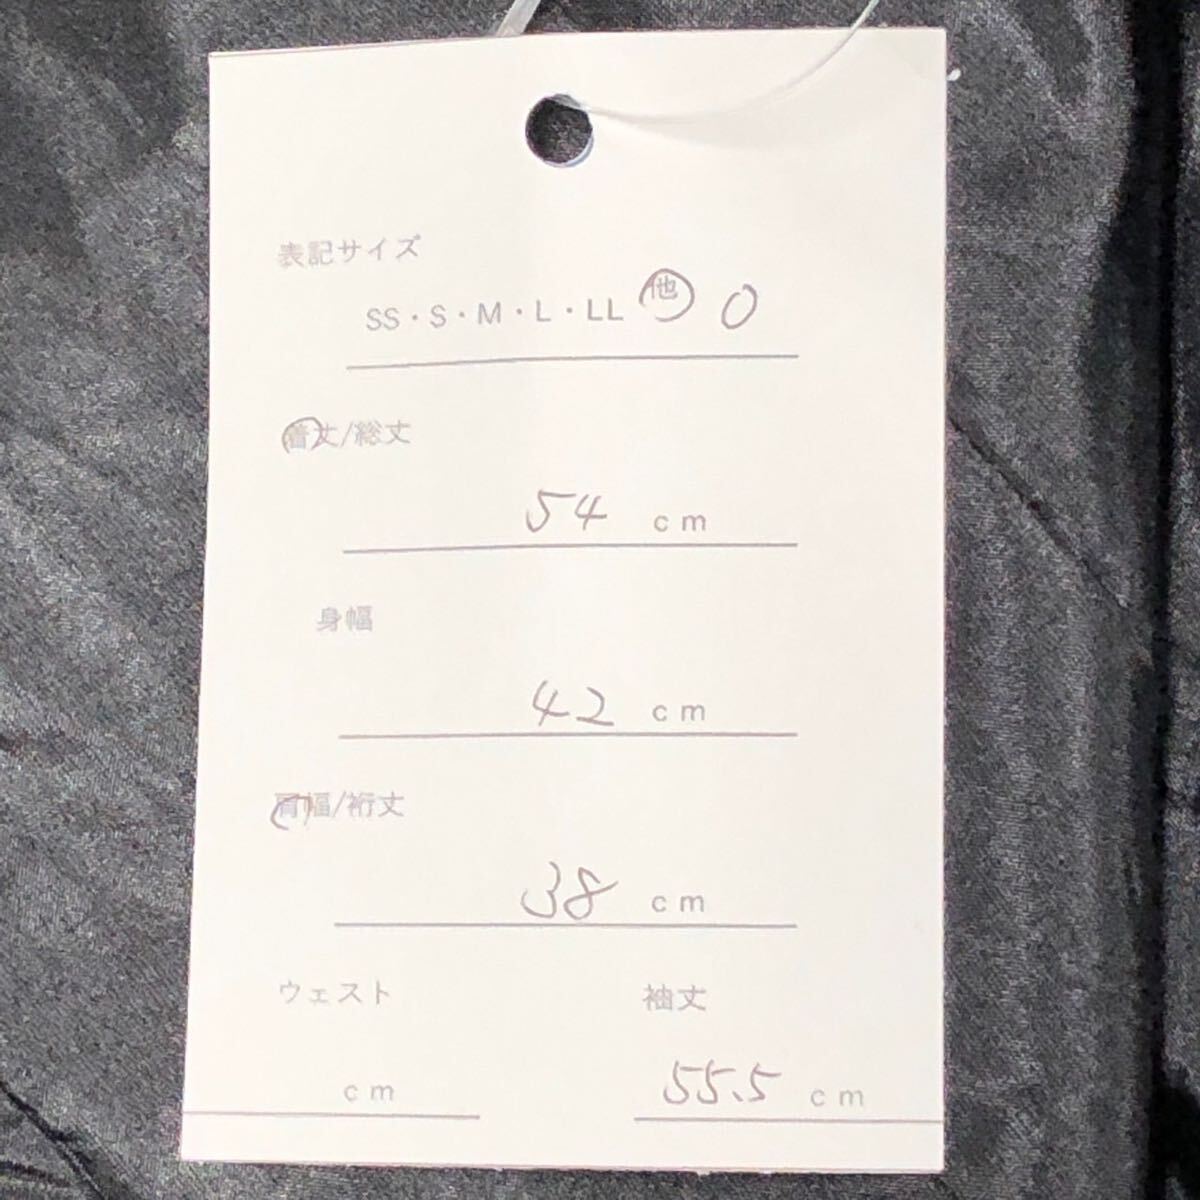 表記サイズ
SS・S・M・L・LL 他 0
着丈/総丈
54 cm
身幅
42 cm
肩幅/裄丈
38 cm
ウェスト 袖丈
cm 55.5 cm